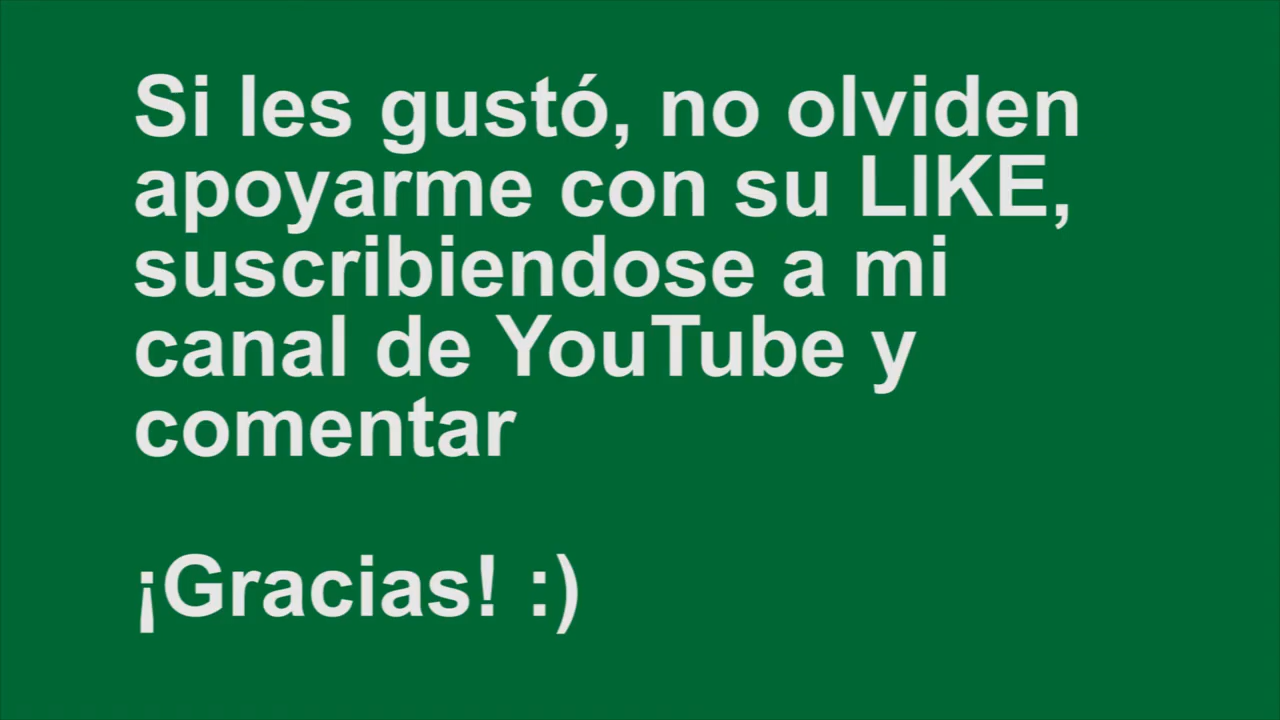 Si les gustó, no olviden
apoyarme con su LIKE,
suscribiendose a mi
canal de YouTube y
comentar
¡Gracias! :)